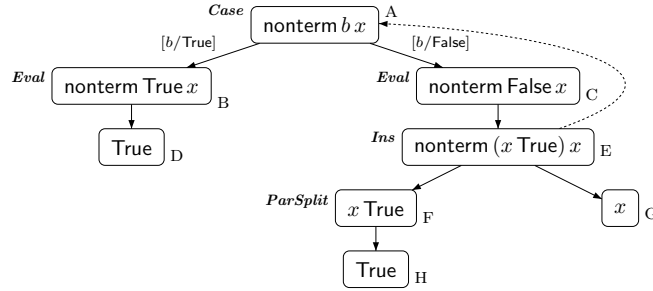 Case nonterm b x A
[b/True] [b/False]
Eval nonterm True x B Eval nonterm False x C
True D Ins nonterm (x True) x E
ParSplit x True F x G
True H